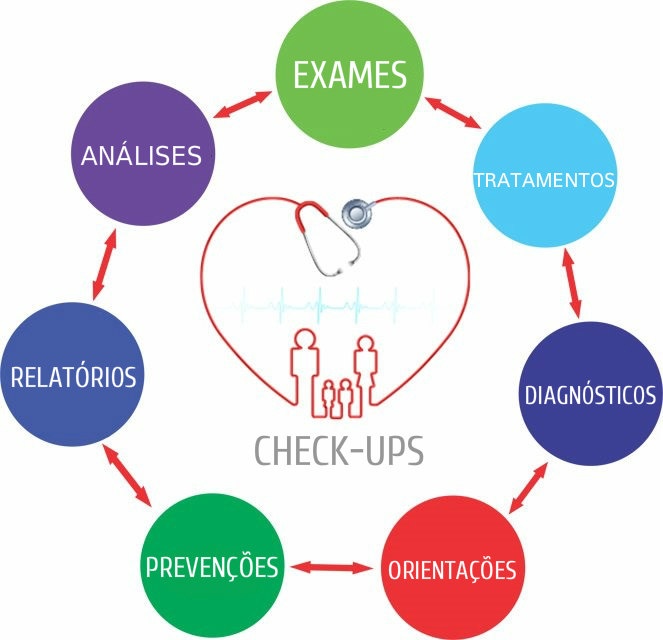 EXAMES
TRATAMENTOS
DIAGNÓSTICOS
ORIENTAÇÕES
PREVENÇÕES
RELATÓRIOS
ANÁLISES
CHECK-UPS